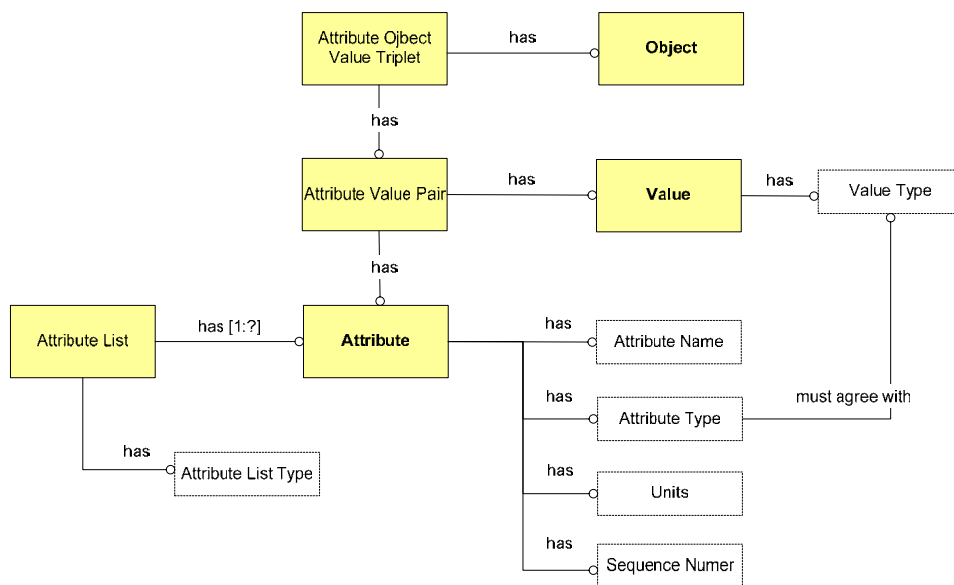 Attribute Ojbect
Value Triplet
has
Object
has
Attribute Value Pair
has
Value
has
Value Type
has
Attribute List
has [1:?]
Attribute
has
Attribute Name
must agree with
has
Attribute Type
has
Attribute List Type
has
Units
has
Sequence Numer